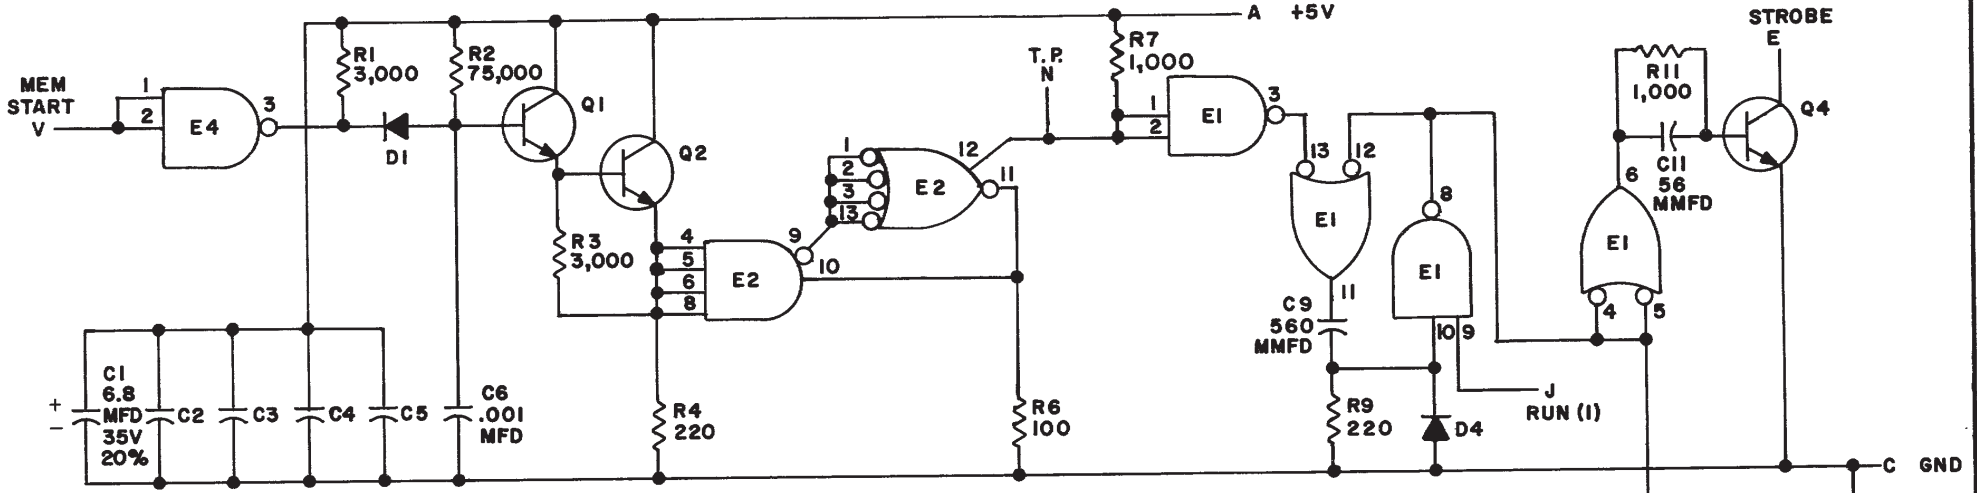 A +5V
STROBE
E
MEM
START
V
1
2
E4
3
R1
3,000
D1
R2
75,000
Q1
Q2
R3
3,000
4
5
6
8
E2
9
10
1
2
3
13
E2
12
11
T.P.
N
R7
1,000
1
2
E1
3
13
12
E1
11
C9
560
MMFD
8
E1
10
9
J
RUN (1)
R11
1,000
C11
56
MMFD
Q4
6
E1
4
5
+
−
C1
6.8
MFD
35V
20%
C2
C3
C4
C5
C6
.001
MFD
R4
220
R6
100
R9
220
D4
C GND